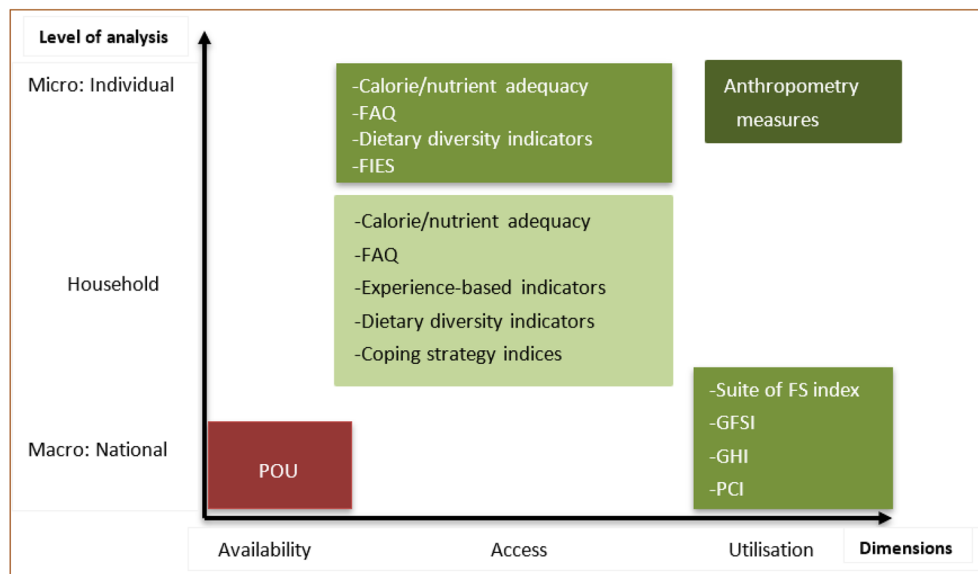 Level of analysis
Micro: Individual
-Calorie/nutrient adequacy
-FAQ
-Dietary diversity indicators
-FIES
Anthropometry
measures
Household
-Calorie/nutrient adequacy
-FAQ
-Experience-based indicators
-Dietary diversity indicators
-Coping strategy indices
Macro: National
POU
-Suite of FS index
-GFSI
-GHI
-PCI
Availability
Access
Utilisation
Dimensions